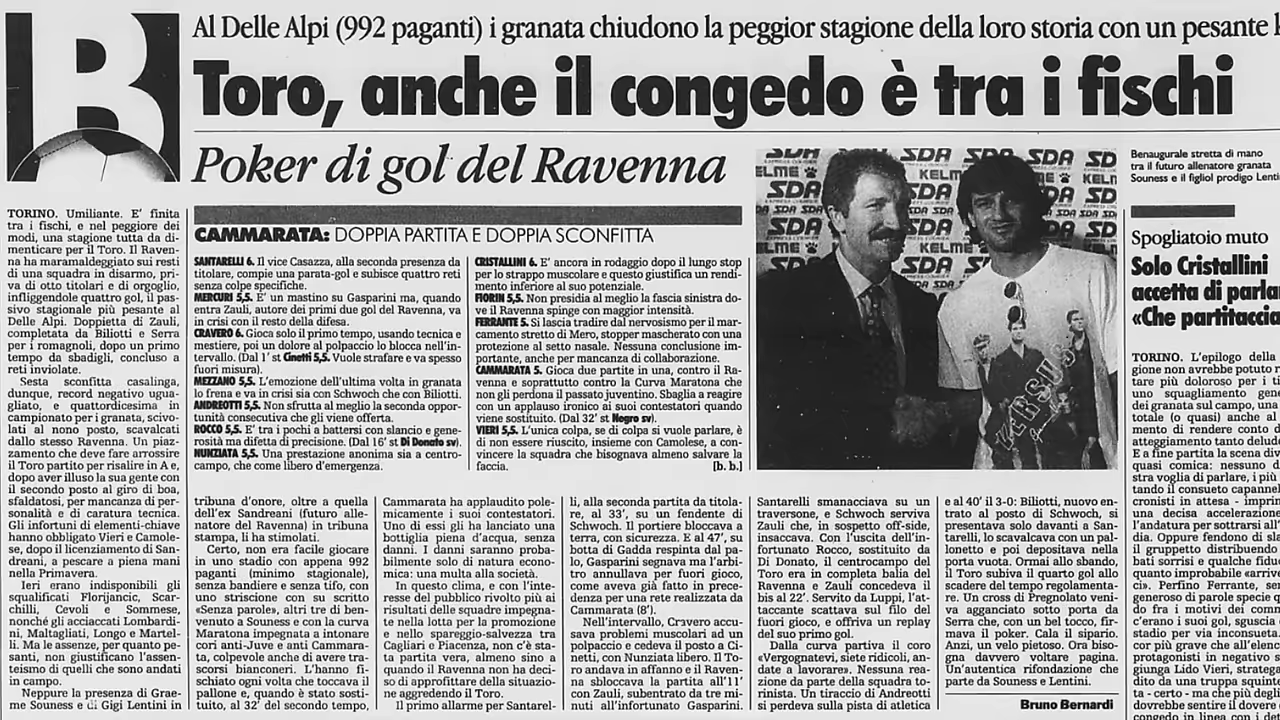 B
Al Delle Alpi (992 paganti) i granata chiudono la peggior stagione della loro storia con un pesante
Toro, anche il congedo è tra i fischi
Poker di gol del Ravenna
TORINO. Umiliante. E' finita
tra i fischi, e nel peggiore dei
modi, una stagione tutta da di-
menticare per il Toro. Il Raven-
na ha maramaldeggiato sui resti
di una squadra in disarmo, pri-
va di otto titolari e di orgoglio,
infliggendole quattro gol, il pas-
sivo stagionale più pesante al
Delle Alpi. Doppietta di Zauli,
completata da Biliotti e Serra
per i romagnoli, dopo un primo
tempo da sbadigli, concluso a
reti inviolate.
Sesta sconfitta casalinga,
dunque, record negativo ugua-
gliato, e quattordicesima in
campionato per i granata, scivo-
lati al nono posto, scavalcati
dallo stesso Ravenna. Un piaz-
zamento che deve fare arrossire
il Toro partito per risalire in A e,
dopo aver illuso la sua gente con
il secondo posto al giro di boa,
sfaldatosi, per mancanza di per-
sonalità e di caratura tecnica.
Gli infortuni di elementi-chiave
hanno obbligato Vieri e Camole-
se, dopo il licenziamento di San-
dreani, a pescare a piena mani
nella Primavera.
Ieri erano indisponibili gli
squalificati Florijancic, Scar-
chilli, Cevoli e Sommese,
nonché gli acciaccati Lombardi-
ni, Maltagliati, Longo e Martel-
li. Ma le assenze, per quanto pe-
santi, non giustificano l'assen-
teismo di quelli che sono andati
in campo.
Neppure la presenza di Grae-
me Souness e di Gigi Lentini in
CAMMARATA: DOPPIA PARTITA E DOPPIA SCONFITTA
SANTARELLI 6. Il vice Casazza, alla seconda presenza da
titolare, compie una parata-gol e subisce quattro reti
senza colpe specifiche.
MERCURI 5,5. E' un mastino su Gasparini ma, quando
entra Zauli, autore dei primi due gol del Ravenna, va
in crisi con il resto della difesa.
CRAVERO 6. Gioca solo il primo tempo, usando tecnica e
mestiere, poi un dolore al polpaccio lo blocca nell'in-
tervallo. (Dal 1' st Cinetti 5,5. Vuole strafare e va spesso
fuori misura).
MEZZANO 5,5. L'emozione dell'ultima volta in granata
lo frena e va in crisi sia con Schwoch che con Biliotti.
ANDREOTTI 5,5. Non sfrutta al meglio la seconda oppor-
tunità consecutiva che gli viene offerta.
ROCCO 5,5. E' tra i pochi a battersi con slancio e gene-
rosità ma difetta di precisione. (Dal 16' st Di Donato sv).
NUNZIATA 5,5. Una prestazione anonima sia a centro-
campo, che come libero d'emergenza.
CRISTALLINI 6. E' ancora in rodaggio dopo il lungo stop
per lo strappo muscolare e questo giustifica un rendi-
mento inferiore al suo potenziale.
FIORIN 5,5. Non presidia al meglio la fascia sinistra do-
ve il Ravenna spinge con maggior intensità.
FERRANTE 5. Si lascia tradire dal nervosismo per il mar-
camento stretto di Mero, stopper mascherato con una
protezione al setto nasale. Nessuna conclusione im-
portante, anche per mancanza di collaborazione.
CAMMARATA 5. Gioca due partite in una, contro il Ra-
venna e soprattutto contro la Curva Maratona che
non gli perdona il passato juventino. Sbaglia a reagire
con un applauso ironico ai suoi contestatori quando
viene sostituito. (Dal 32' st Negro sv).
VIERI 5,5. L'unica colpa, se di colpa si vuole parlare, è
di non essere riuscito, insieme con Camolese, a con-
vincere la squadra che bisognava almeno salvare la
faccia. [b. b.]
SDA
KELME
Benaugurale stretta di mano
tra il futuro allenatore granata
Souness e il figliol prodigo Lentini
Spogliatoio muto
Solo Cristallini
accetta di
«Che partitaccia
tribuna d'onore, oltre a quella
dell'ex Sandreani (futuro alle-
natore del Ravenna) in tribuna
stampa, li ha stimolati.
Certo, non era facile giocare
in uno stadio con appena 992
paganti (minimo stagionale),
senza bandiere e senza tifo, con
uno striscione con su scritto
«Senza parole», altri tre di ben-
venuto a Souness e con la curva
Maratona impegnata a intonare
cori anti-Juve e anti Cammara-
ta, colpevole anche di avere tra-
scorsi bianconeri. L'hanno fi-
schiato ogni volta che toccava il
pallone e, quando è stato sosti-
tuito, al 32' del secondo tempo,
Cammarata ha applaudito pole-
micamente i suoi contestatori.
Uno di essi gli ha lanciato una
bottiglia piena d'acqua, senza
danni. I danni saranno proba-
bilmente solo di natura econo-
mica: una multa alla società.
In questo clima, e con l'inte-
resse del pubblico rivolto più ai
risultati delle squadre impegna-
te nella lotta per la promozione
e nello spareggio-salvezza tra
Cagliari e Piacenza, non c'è sta-
ta partita vera, almeno sino a
quando il Ravenna non ha deci-
so di approfittare della situazio-
ne aggredendo il Toro.
Il primo allarme per Santarel-
li, alla seconda partita da titola-
re, al 33', su un fendente di
Schwoch. Il portiere bloccava a
terra, con sicurezza. E al 47', su
botta di Gadda respinta dal pa-
lo, Gasparini segnava ma l'arbi-
tro annullava per fuori gioco,
come aveva già fatto in prece-
denza per una rete realizzata da
Cammarata (8').
Nell'intervallo, Cravero accu-
sava problemi muscolari ad un
polpaccio e cedeva il posto a Ci-
netti, con Nunziata libero. Il To-
ro andava in affanno e il Raven-
na sbloccava la partita all'11'
con Zauli, subentrato da tre mi-
nuti all'infortunato Gasparini.
Santarelli smanacciava su un
traversone, e Schwoch serviva
Zauli che, in sospetto off-side,
insaccava. Con l'uscita dell'in-
fortunato Rocco, sostituito da
Di Donato, il centrocampo del
Toro era in completa balìa del
Ravenna e Zauli concedeva il
bis al 22'. Servito da Luppi, l'at-
taccante scattava sul filo del
fuori gioco, e offriva un replay
del suo primo gol.
Dalla curva partiva il coro
«Vergognatevi, siete ridicoli, an-
date a lavorare». Nessuna rea-
zione da parte della squadra to-
rinista. Un tiraccio di Andreotti
si perdeva sulla pista di atletica
e al 40' il 3-0: Biliotti, nuovo en-
trato al posto di Schwoch, si
presentava solo davanti a San-
tarelli, lo scavalcava con un pal-
lonetto e poi depositava nella
porta vuota. Ormai allo sbando,
il Toro subiva il quarto gol allo
scadere del tempo regolamenta-
re. Un cross di Pregnolato veni-
va agganciato sotto porta da
Serra che, con un bel tocco, fir-
mava il poker. Cala il sipario.
Anzi, un velo pietoso. Ora biso-
gna davvero voltare pagina.
Un'autentica rifondazione che
parte da Souness e Lentini.
Bruno Bernardi
TORINO. L'epilogo della
gione non avrebbe potuto
tare più doloroso per i
uno squagliamento
dei granata sul campo, una
totale (o quasi) anche al
mento di rendere conto
atteggiamento tanto
E a fine partita la scena
quasi comica: nessuno
stra voglia di parlare, i più
tando il consueto
cronisti in attesa -
una decisa accelerazione
l'andatura per sottrarsi
dia. Oppure fendono di
il gruppetto distribuendo
bati sorrisi e qualche
quanto improbabile
ci». Perfino Ferrante,
generoso di parole specie
do fra i motivi dei commenti
c'erano i suoi gol, sguscia
stadio per via inconsueta.
cor più grave che
protagonisti in negativo
giunga Lido Vieri,
dito da una truppa
ta - certo - ma che più
dovrebbe sentire il dovere
congedo in linea con i